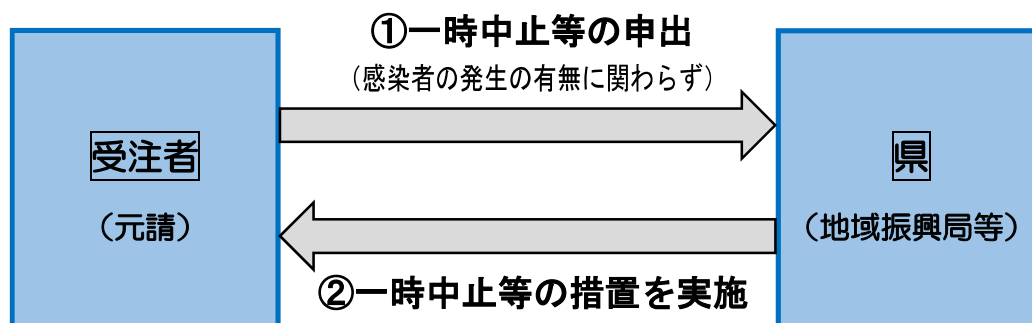 ①一時中止等の申出
（感染者の発生の有無に関わらず）
受注者
（元請）
県
（地域振興局等）
②一時中止等の措置を実施